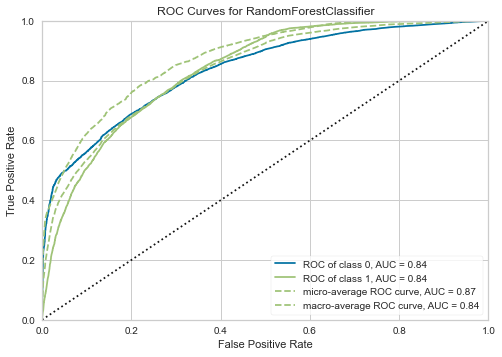 ROC Curves for RandomForestClassifier
1.0
0.8
0.6
0.4
0.2
0.0
True Positive Rate
ROC of class 0, AUC = 0.84
ROC of class 1, AUC = 0.84
micro-average ROC curve, AUC = 0.87
macro-average ROC curve, AUC = 0.84
0.0 0.2 0.4 0.6 0.8 1.0
False Positive Rate